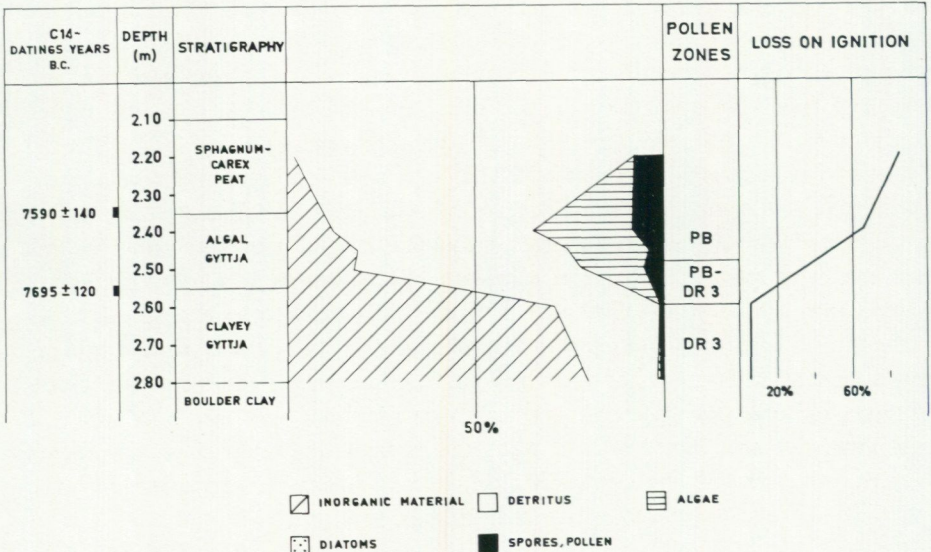 C14-
DATINGS YEARS
B.C.
DEPTH
(m)
STRATIGRAPHY
POLLEN
ZONES
LOSS ON IGNITION
2.10
2.20
2.30
2.40
2.50
2.60
2.70
2.80
7590 ± 140
7695 ± 120
SPHAGNUM-
CAREX
PEAT
ALGAL
GYTTJA
CLAYEY
GYTTJA
BOULDER CLAY
50%
PB
PB-
DR 3
DR 3
20%
60%
INORGANIC MATERIAL
DETRITUS
ALGAE
DIATOMS
SPORES, POLLEN